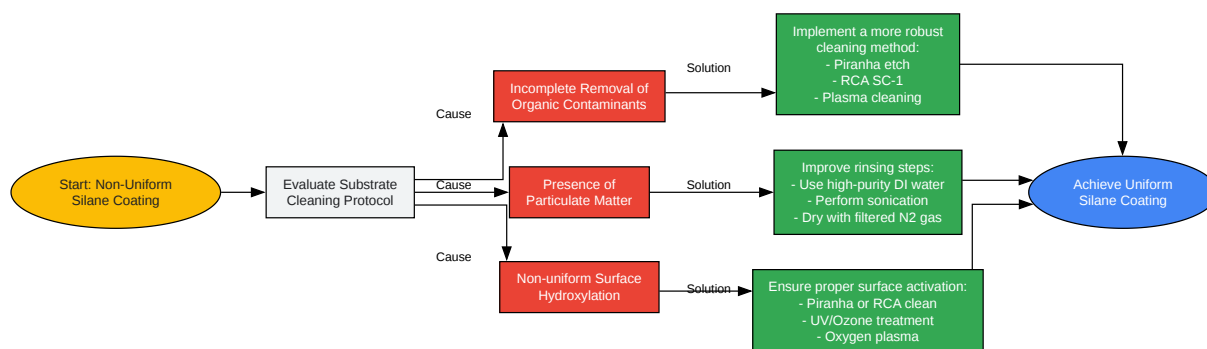 Start: Non-Uniform
Silane Coating
Evaluate Substrate
Cleaning Protocol
Cause
Incomplete Removal of
Organic Contaminants
Solution
Implement a more robust
cleaning method:
- Piranha etch
- RCA SC-1
- Plasma cleaning
Cause
Presence of
Particulate Matter
Solution
Improve rinsing steps:
- Use high-purity DI water
- Perform sonication
- Dry with filtered N2 gas
Cause
Non-uniform Surface
Hydroxylation
Solution
Ensure proper surface activation:
- Piranha or RCA clean
- UV/Ozone treatment
- Oxygen plasma
Achieve Uniform
Silane Coating